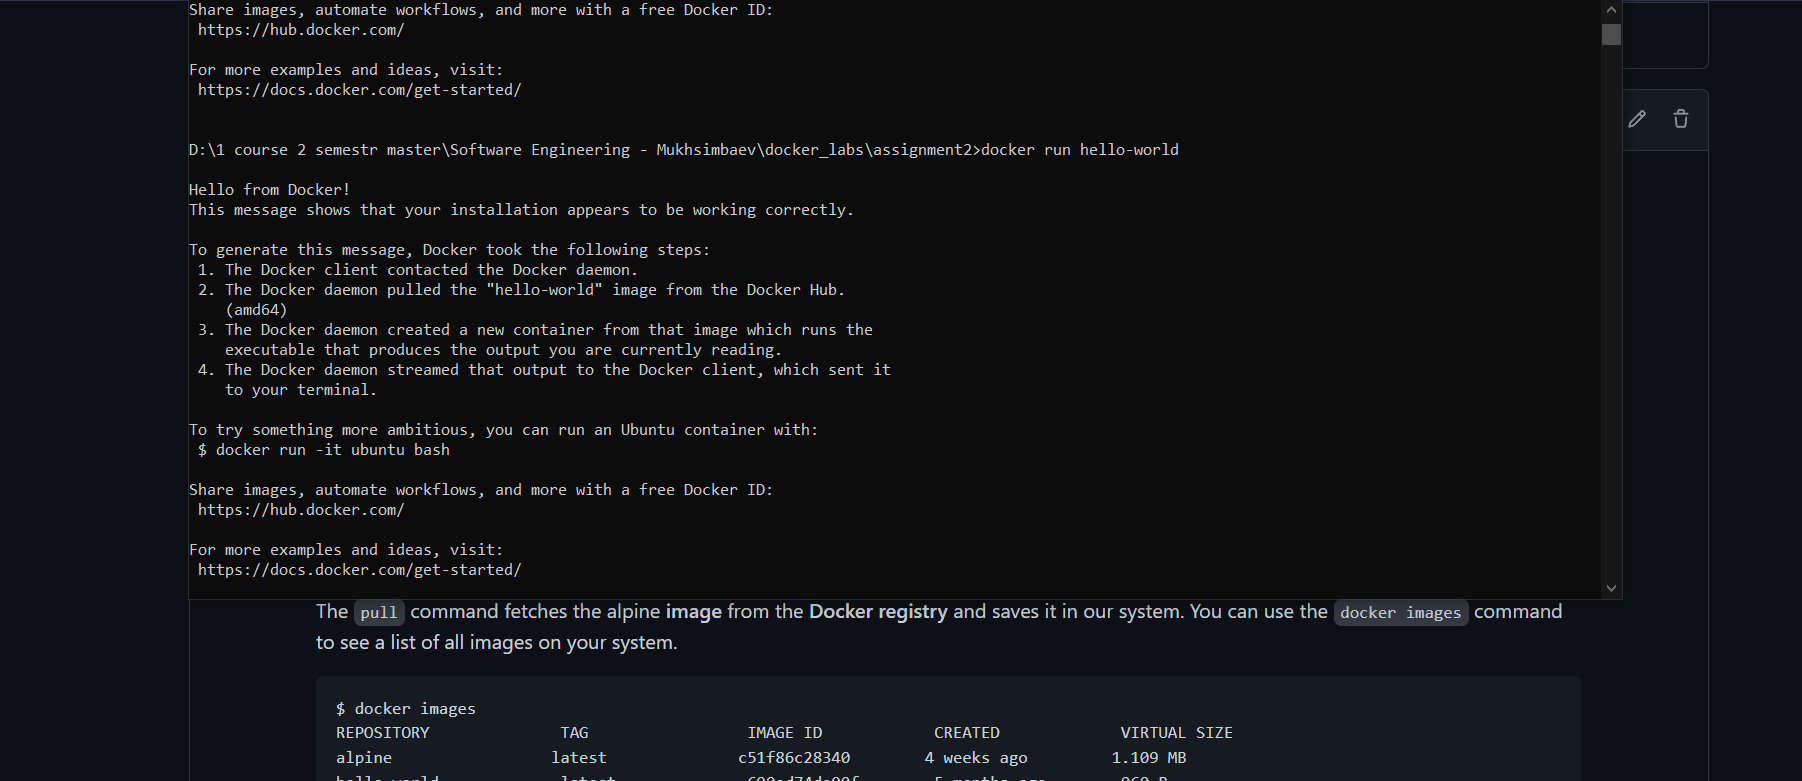 Share images, automate workflows, and more with a free Docker ID:
https://hub.docker.com/
For more examples and ideas, visit:
https://docs.docker.com/get-started/
D:\1 course 2 semestr master\Software Engineering - Mukhsimbaev\docker_labs\assignment2>docker run hello-world
Hello from Docker!
This message shows that your installation appears to be working correctly.
To generate this message, Docker took the following steps:
1. The Docker client contacted the Docker daemon.
2. The Docker daemon pulled the "hello-world" image from the Docker Hub.
(amd64)
3. The Docker daemon created a new container from that image which runs the
executable that produces the output you are currently reading.
4. The Docker daemon streamed that output to the Docker client, which sent it
to your terminal.
To try something more ambitious, you can run an Ubuntu container with:
$ docker run -it ubuntu bash
Share images, automate workflows, and more with a free Docker ID:
https://hub.docker.com/
For more examples and ideas, visit:
https://docs.docker.com/get-started/
The pull command fetches the alpine image from the Docker registry and saves it in our system. You can use the docker images command
to see a list of all images on your system.
$ docker images
REPOSITORY TAG IMAGE ID CREATED VIRTUAL SIZE
alpine latest c51f86c28340 4 weeks ago 1.109 MB